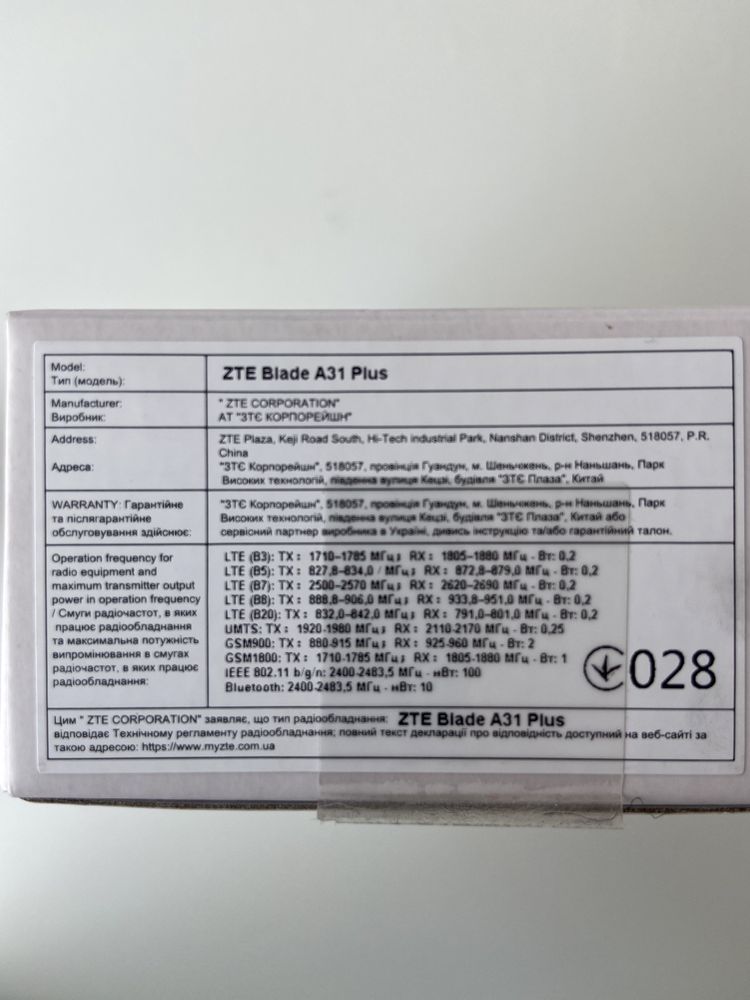 Model:
Тип (модель):
ZTE Blade A31 Plus
Manufacturer:
Виробник:
" ZTE CORPORATION"
АТ "ЗТЄ КОРПОРЕЙШН"
Address:
Адреса:
ZTE Plaza, Keji Road South, Hi-Tech industrial Park, Nanshan District, Shenzhen, 518057, P.R.
China
"ЗТЄ Корпорейшн", 518057, провінція Гуандун, м. Шеньчжень, р-н Наньшань, Парк
Високих технологій, південна вулиця Кецзі, будівля "ЗТЄ Плаза", Китай
WARRANTY: Гарантійне
та післягарантійне
обслуговування здійснює:
"ЗТЄ Корпорейшн", 518057, провінція Гуандун, м. Шеньчжень, р-н Наньшань, Парк
Високих технологій, південна вулиця Кецзі, будівля "ЗТЄ Плаза", Китай або
сервісний партнер виробника в Україні, дивись інструкцію та/або гарантійний талон.
Operation frequency for
radio equipment and
maximum transmitter output
power in operation frequency
/ Смуги радіочастот, в яких
працює радіообладнання
та максимальна потужність
випромінювання в смугах
радіочастот, в яких працює
радіообладнання:
LTE (B3): TX : 1710-1785 МГц; RX : 1805-1880 МГц - Вт: 0,2
LTE (B5): TX : 827,8-834,0 / МГц; RX : 872,8-879,0 МГц - Вт: 0,2
LTE (B7): TX : 2500-2570 МГц; RX : 2620-2690 МГц - Вт: 0,2
LTE (B8): TX : 888,8-906,0 МГц; RX : 933,8-951,0 МГц - Вт: 0,2
LTE (B20): TX : 832,0-842,0 МГц; RX : 791,0-801,0 МГц - Вт: 0,2
UMTS: TX : 1920-1980 МГц; RX : 2110-2170 МГц - Вт: 0,25
GSM900: TX : 880-915 МГц; RX : 925-960 МГц - Вт: 2
GSM1800: TX : 1710-1785 МГц; RX : 1805-1880 МГц - Вт: 1
IEEE 802.11 b/g/n: 2400-2483,5 МГц - мВт: 100
Bluetooth: 2400-2483,5 МГц - мВт: 10
028
Цим " ZTE CORPORATION" заявляє, що тип радіообладнання: ZTE Blade A31 Plus
відповідає Технічному регламенту радіообладнання; повний текст декларації про відповідність доступний на веб-сайті за
такою адресою: https://www.myzte.com.ua